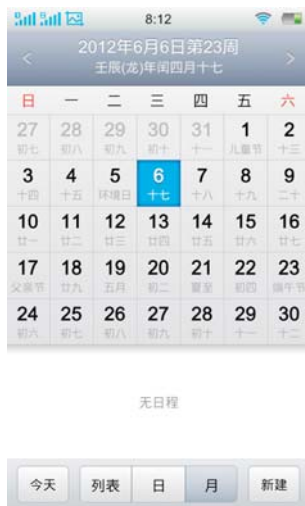 8:12
2012年6月6日第23周
壬辰(龙)年闰四月十七
日 一 二 三 四 五 六
27 28 29 30 31 1 2
初七 初八 初九 初十 十一 儿童节 十三
3 4 5 6 7 8 9
十四 十五 环境日 十七 十八 十九 二十
10 11 12 13 14 15 16
廿一 廿二 廿三 廿四 廿五 廿六 廿七
17 18 19 20 21 22 23
父亲节 廿九 五月 初二 夏至 初四 端午节
24 25 26 27 28 29 30
初六 初七 初八 初九 初十 十一 十二
无日程
今天 列表 日 月 新建